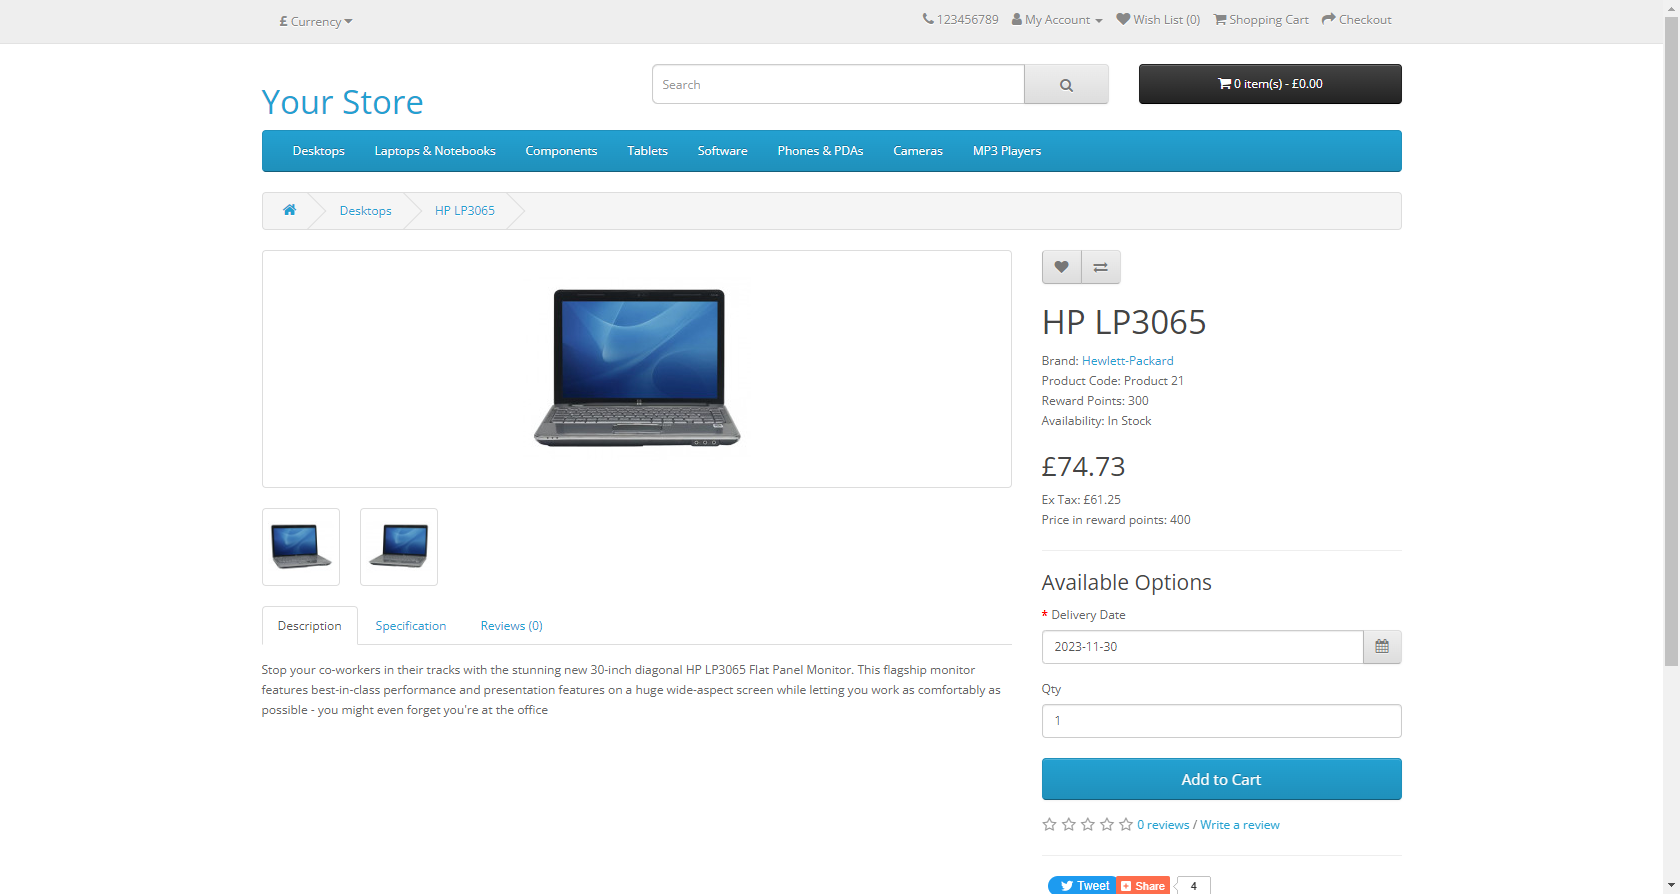 £ Currency
123456789 My Account Wish List (0) Shopping Cart Checkout
Your Store
Search
0 item(s) - £0.00
Desktops Laptops & Notebooks Components Tablets Software Phones & PDAs Cameras MP3 Players
Desktops HP LP3065
HP LP3065
Brand: Hewlett-Packard
Product Code: Product 21
Reward Points: 300
Availability: In Stock
£74.73
Ex Tax: £61.25
Price in reward points: 400
Available Options
* Delivery Date
2023-11-30
Qty
1
Add to Cart
0 reviews / Write a review
Tweet Share 4
Description Specification Reviews (0)
Stop your co-workers in their tracks with the stunning new 30-inch diagonal HP LP3065 Flat Panel Monitor. This flagship monitor
features best-in-class performance and presentation features on a huge wide-aspect screen while letting you work as comfortably as
possible - you might even forget you're at the office